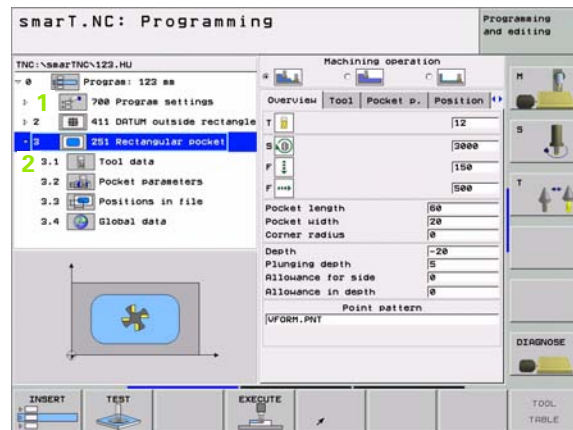 smarT.NC: Programming
Programming
and editing
TNC:\smarTNC\123.HU
0 Program: 123 mm
1 700 Program settings
2 411 DATUM outside rectangle
3 251 Rectangular pocket
2
3.1 Tool data
3.2 Pocket parameters
3.3 Positions in file
3.4 Global data
Machining operation
Overview Tool Pocket p. Position
T 12
S 3000
F 150
F 500
Pocket length 60
Pocket width 20
Corner radius 0
Depth -20
Plunging depth 5
Allowance for side 0
Allowance in depth 0
Point pattern
VFORM.PNT
M
S
T
DIAGNOSE
INSERT
TEST
EXECUTE
TOOL
TABLE